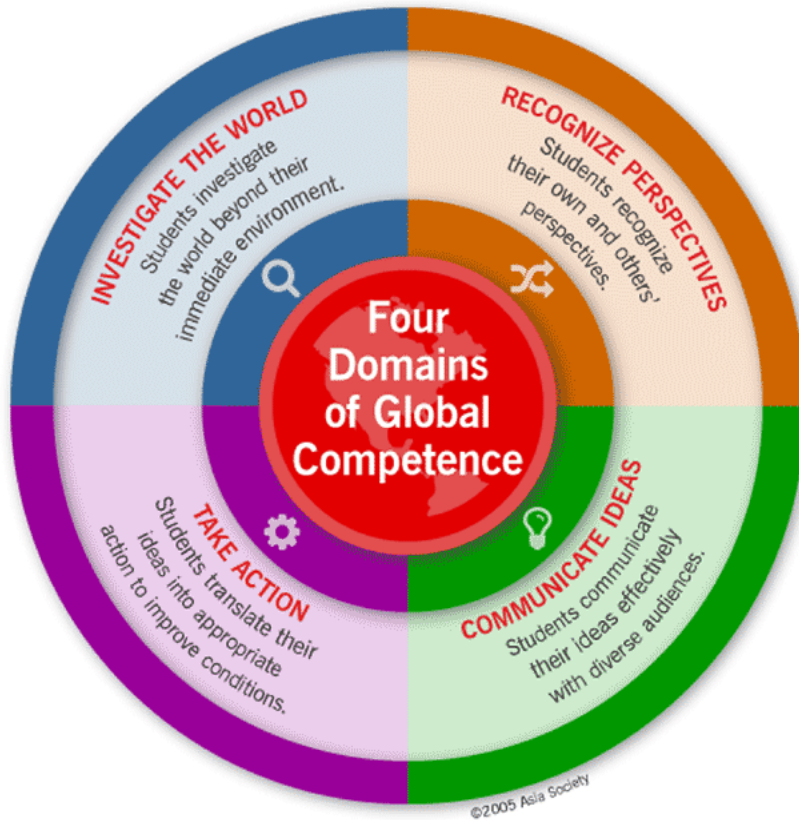 Four
Domains
of Global
Competence
INVESTIGATE THE WORLD
Students investigate
the world beyond their
immediate environment.
RECOGNIZE PERSPECTIVES
Students recognize
their own and others'
perspectives.
COMMUNICATE IDEAS
Students communicate
their ideas effectively
with diverse audiences.
TAKE ACTION
Students translate their
ideas into appropriate
action to improve conditions.
©2005 Asia Society